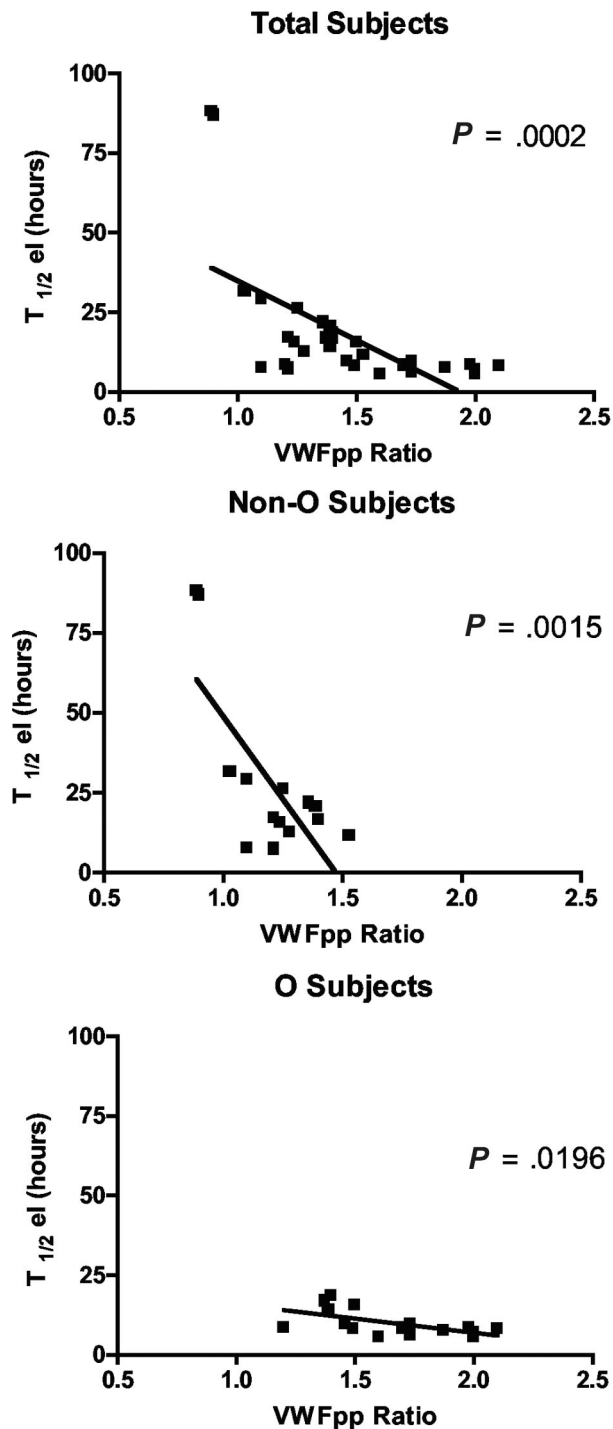 Total Subjects
100
75
50
25
0
T 1/2 el (hours)
P = .0002
0.5 1.0 1.5 2.0 2.5
VWFpp Ratio
Non-O Subjects
100
75
50
25
0
T 1/2 el (hours)
P = .0015
0.5 1.0 1.5 2.0 2.5
VWFpp Ratio
O Subjects
100
75
50
25
0
T 1/2 el (hours)
P = .0196
0.5 1.0 1.5 2.0 2.5
VWFpp Ratio